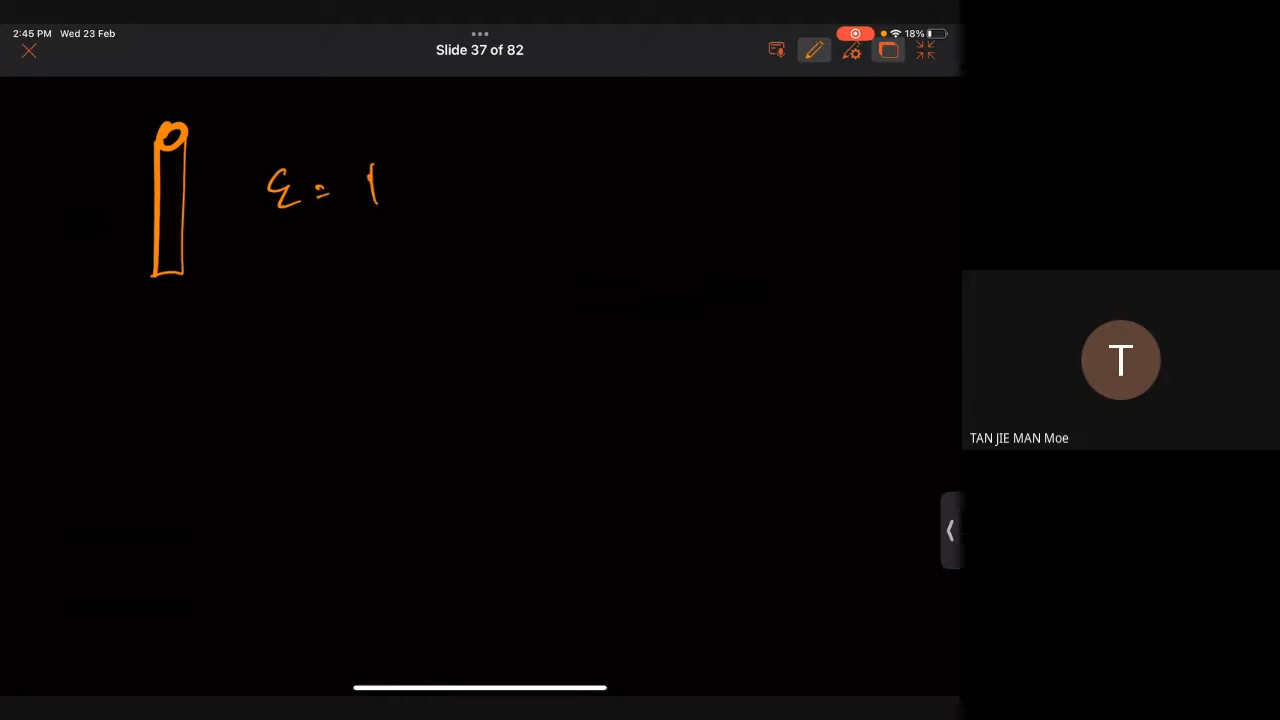 2:45 PM Wed 23 Feb
18%
Slide 37 of 82
ε = 1
T
TAN JIE MAN Moe